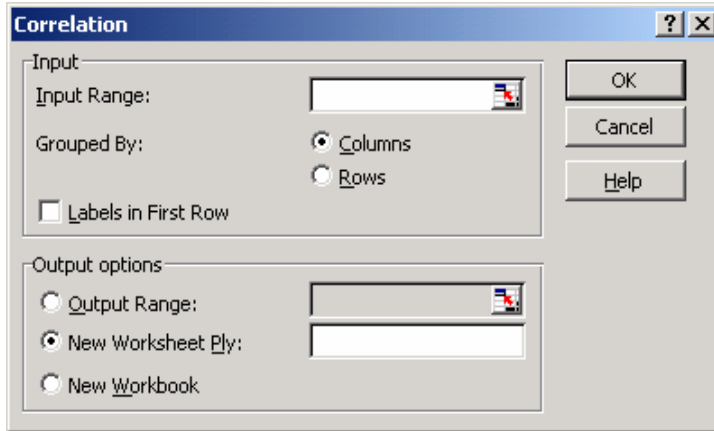 Correlation
Input
Input Range:
Grouped By:
Columns
Rows
Labels in First Row
Output options
Output Range:
New Worksheet Ply:
New Workbook
OK
Cancel
Help